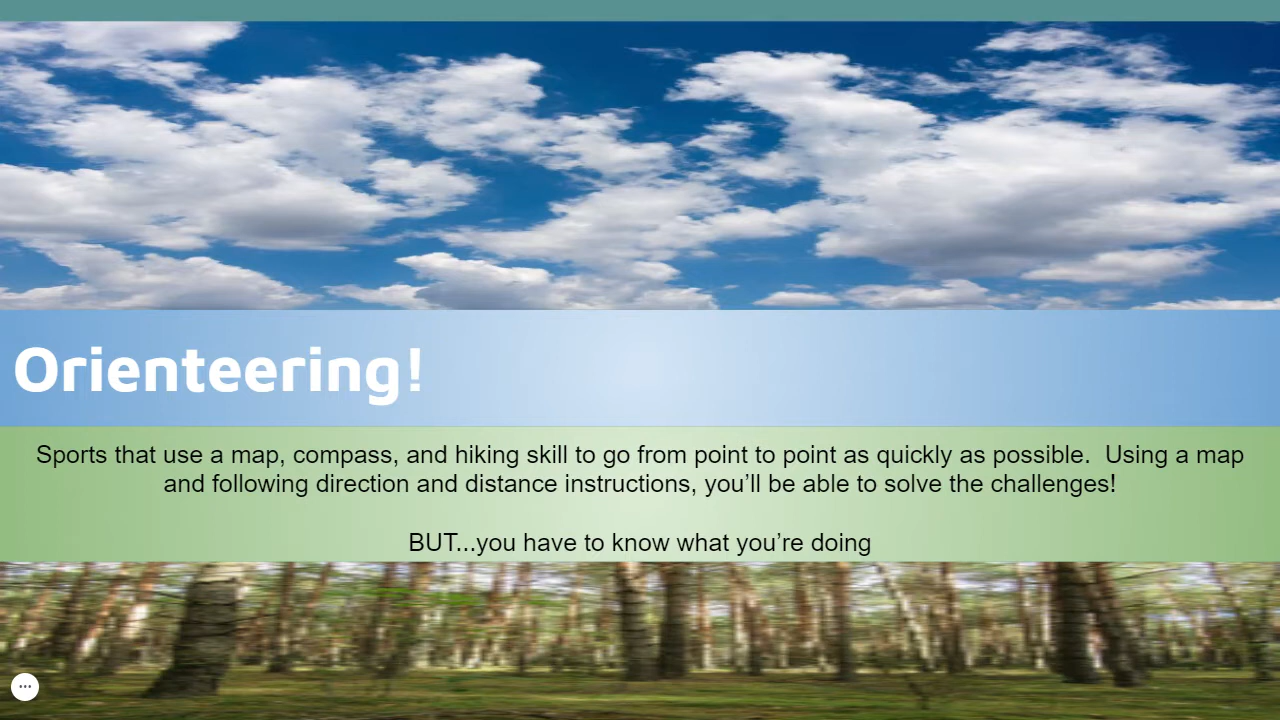 Orienteering!
Sports that use a map, compass, and hiking skill to go from point to point as quickly as possible.  Using a map
and following direction and distance instructions, you’ll be able to solve the challenges!
BUT...you have to know what you’re doing